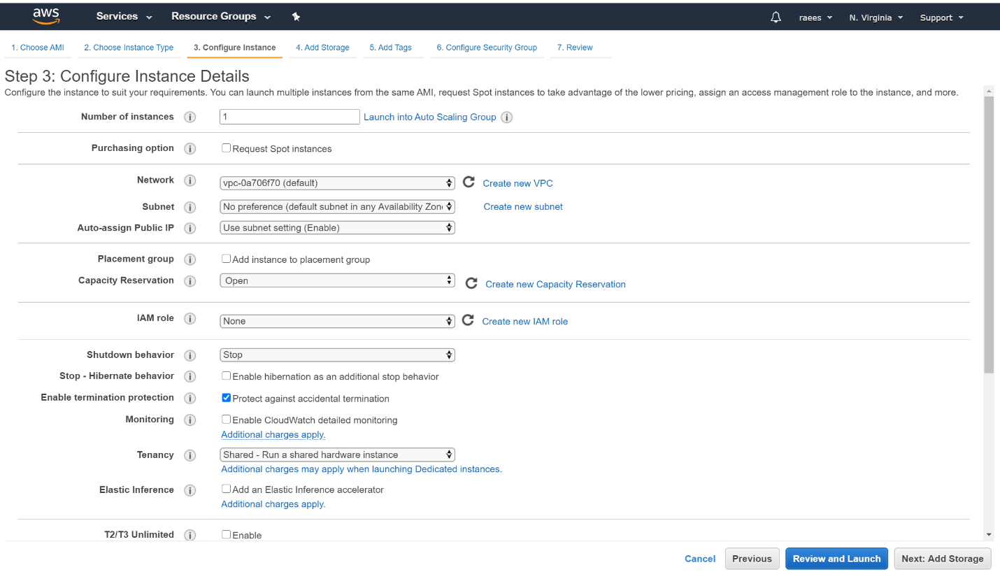 aws Services Resource Groups raees N. Virginia Support
1. Choose AMI 2. Choose Instance Type 3. Configure Instance 4. Add Storage 5. Add Tags 6. Configure Security Group 7. Review
Step 3: Configure Instance Details
Configure the instance to suit your requirements. You can launch multiple instances from the same AMI, request Spot instances to take advantage of the lower pricing, assign an access management role to the instance, and more.
Number of instances i 1 Launch into Auto Scaling Group i
Purchasing option i Request Spot instances
Network i vpc-0a706f70 (default) Create new VPC
Subnet i No preference (default subnet in any Availability Zon Create new subnet
Auto-assign Public IP i Use subnet setting (Enable)
Placement group i Add instance to placement group
Capacity Reservation i Open Create new Capacity Reservation
IAM role i None Create new IAM role
Shutdown behavior i Stop
Stop - Hibernate behavior i Enable hibernation as an additional stop behavior
Enable termination protection i Protect against accidental termination
Monitoring i Enable CloudWatch detailed monitoring
Additional charges apply.
Tenancy i Shared - Run a shared hardware instance
Additional charges may apply when launching Dedicated instances.
Elastic Inference i Add an Elastic Inference accelerator
Additional charges apply.
T2/T3 Unlimited i Enable
Cancel Previous Review and Launch Next: Add Storage